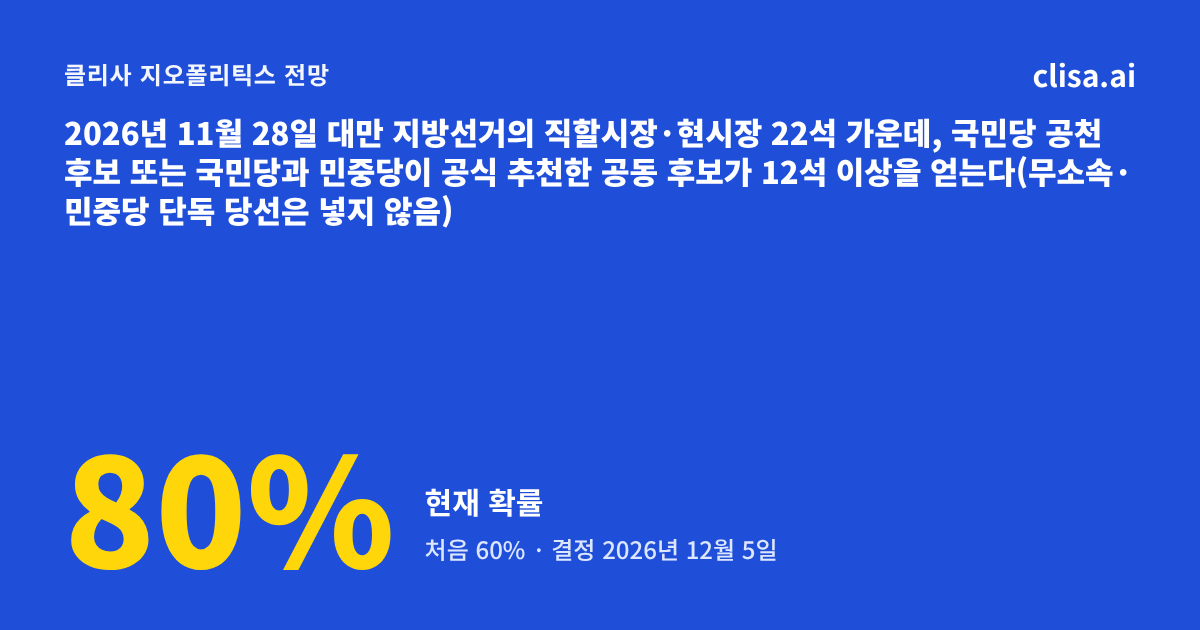 클리사 지오폴리틱스 전망
clisa.ai
2026년 11월 28일 대만 지방선거의 직할시장·현시장 22석 가운데, 국민당 공천
후보 또는 국민당과 민중당이 공식 추천한 공동 후보가 12석 이상을 얻는다(무소속·
민중당 단독 당선은 넣지 않음)
80%
현재 확률
처음 60% · 결정 2026년 12월 5일